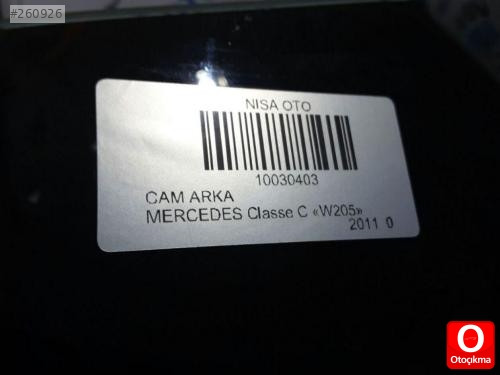 #260926
NISA OTO
10030403
CAM ARKA
MERCEDES Classe C «W205»
2011 0
O
Otoçıkma